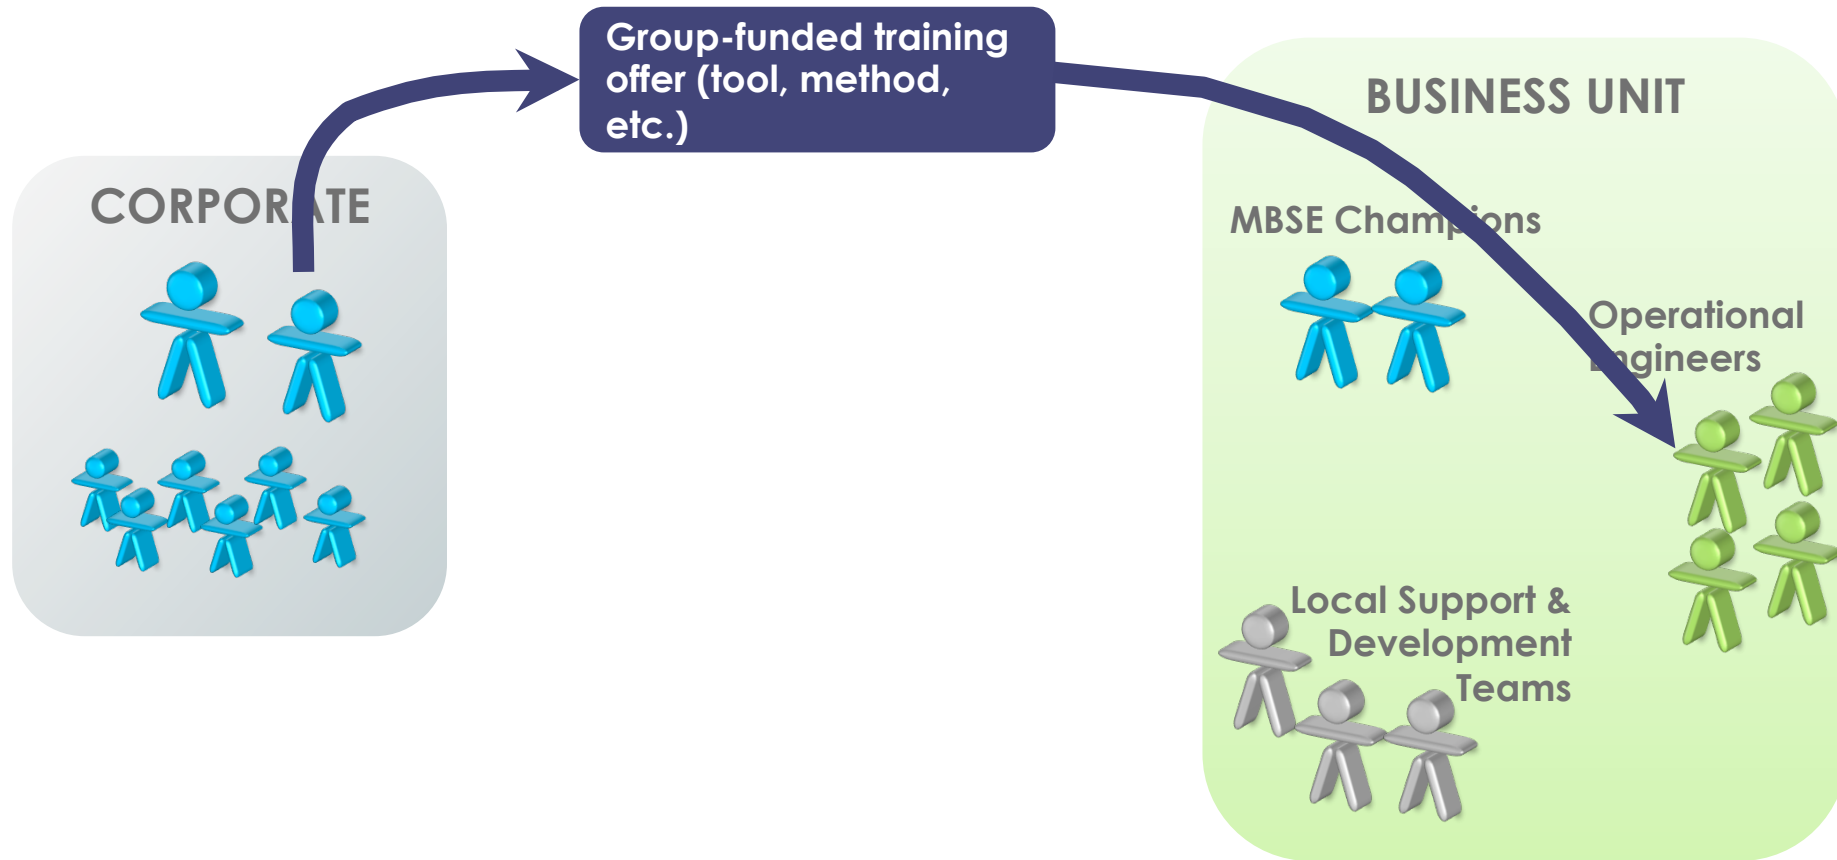 Group-funded training
offer (tool, method,
etc.)
BUSINESS UNIT
CORPORATE
MBSE Champions
Operational
Engineers
Local Support &
Development
Teams